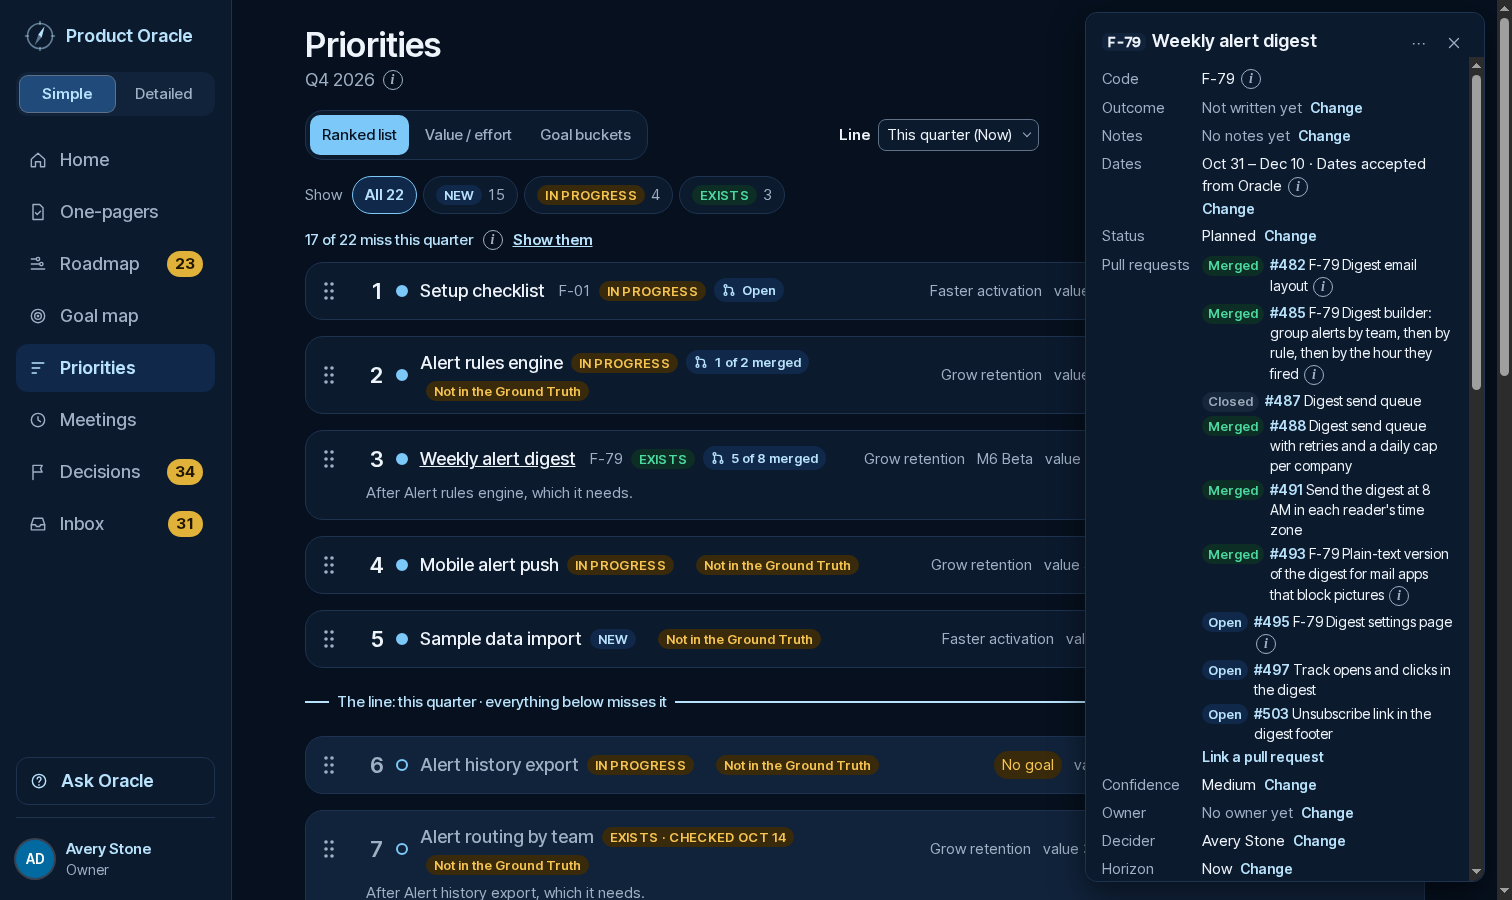 Product Oracle
Simple
Detailed
Home
One-pagers
Roadmap 23
Goal map
Priorities
Meetings
Decisions 34
Inbox 31
Ask Oracle
AD
Avery Stone
Owner
Priorities
Q4 2026 i
Ranked list
Value / effort
Goal buckets
Line
This quarter (Now)
Show
All 22
NEW 15
IN PROGRESS 4
EXISTS 3
17 of 22 miss this quarter i Show them
1 Setup checklist F-01 IN PROGRESS Open Faster activation value
2 Alert rules engine IN PROGRESS 1 of 2 merged Grow retention value
Not in the Ground Truth
3 Weekly alert digest F-79 EXISTS 5 of 8 merged Grow retention M6 Beta value
After Alert rules engine, which it needs.
4 Mobile alert push IN PROGRESS Not in the Ground Truth Grow retention value
5 Sample data import NEW Not in the Ground Truth Faster activation
The line: this quarter · everything below misses it
6 Alert history export IN PROGRESS Not in the Ground Truth No goal
7 Alert routing by team EXISTS · CHECKED OCT 14 Grow retention value
Not in the Ground Truth
After Alert history export, which it needs.
F-79 Weekly alert digest ...
Code F-79 i
Outcome Not written yet Change
Notes No notes yet Change
Dates Oct 31 – Dec 10 · Dates accepted
from Oracle i
Change
Status Planned Change
Pull requests Merged #482 F-79 Digest email
layout i
Merged #485 F-79 Digest builder:
group alerts by team, then by
rule, then by the hour they
fired i
Closed #487 Digest send queue
Merged #488 Digest send queue
with retries and a daily cap
per company
Merged #491 Send the digest at 8
AM in each reader's time
zone
Merged #493 F-79 Plain-text version
of the digest for mail apps
that block pictures i
Open #495 F-79 Digest settings page
i
Open #497 Track opens and clicks in
the digest
Open #503 Unsubscribe link in the
digest footer
Link a pull request
Confidence Medium Change
Owner No owner yet Change
Decider Avery Stone Change
Horizon Now Change